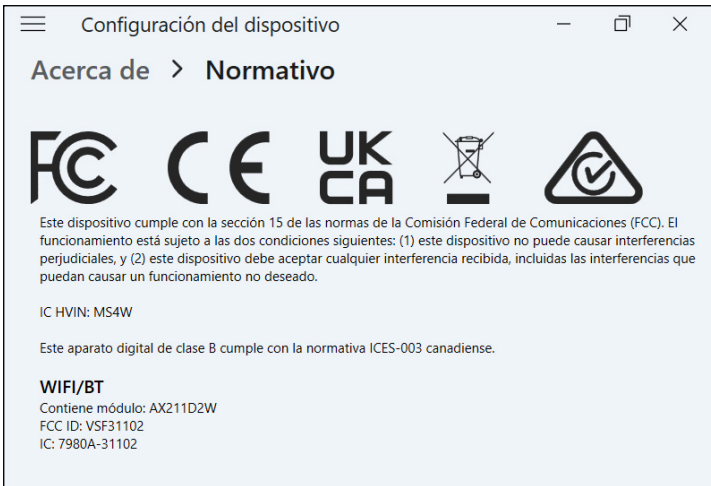 Configuración del dispositivo
Acerca de > Normativo
FC CE UK
CA
Este dispositivo cumple con la sección 15 de las normas de la Comisión Federal de Comunicaciones (FCC). El
funcionamiento está sujeto a las dos condiciones siguientes: (1) este dispositivo no puede causar interferencias
perjudiciales, y (2) este dispositivo debe aceptar cualquier interferencia recibida, incluidas las interferencias que
puedan causar un funcionamiento no deseado.
IC HVIN: MS4W
Este aparato digital de clase B cumple con la normativa ICES-003 canadiense.
WIFI/BT
Contiene módulo: AX211D2W
FCC ID: VSF31102
IC: 7980A-31102